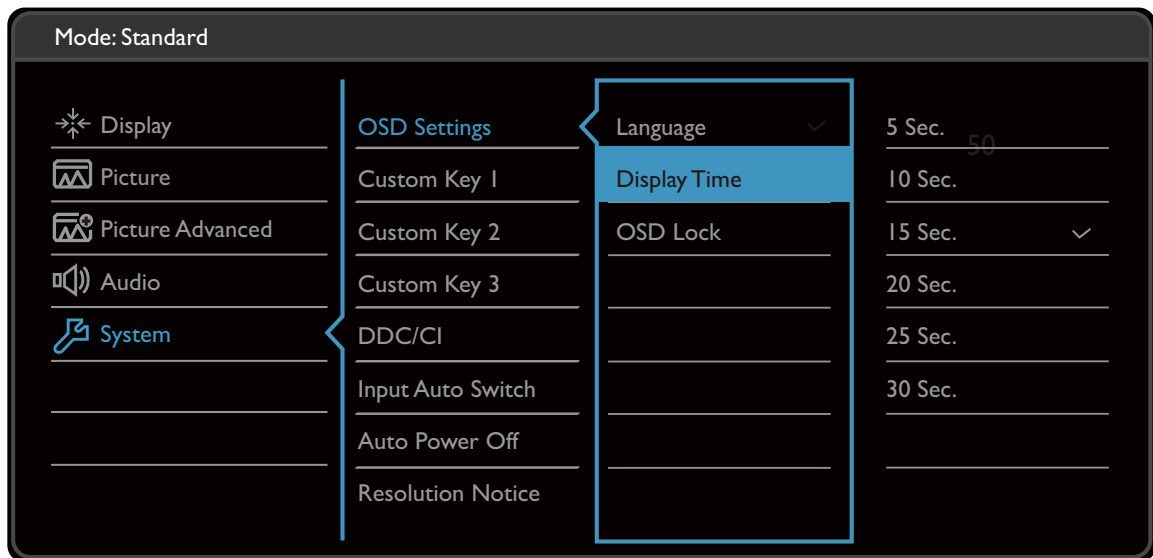 Mode: Standard
Display
Picture
Picture Advanced
Audio
System
OSD Settings
Custom Key 1
Custom Key 2
Custom Key 3
DDC/CI
Input Auto Switch
Auto Power Off
Resolution Notice
Language
Display Time
OSD Lock
5 Sec.
50
10 Sec.
15 Sec.
20 Sec.
25 Sec.
30 Sec.